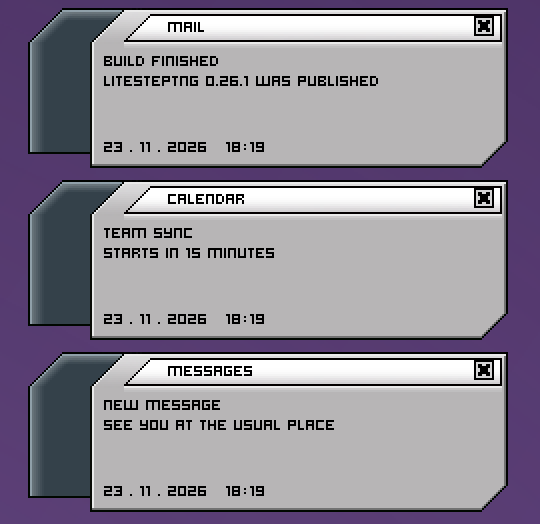 MAIL
BUILD FINISHED
LITESTEPTNG 0.26.1 WAS PUBLISHED
23 . 11 . 2026 18:19
CALENDAR
TEAM SYNC
STARTS IN 15 MINUTES
23 . 11 . 2026 18:19
MESSAGES
NEW MESSAGE
SEE YOU AT THE USUAL PLACE
23 . 11 . 2026 18:19